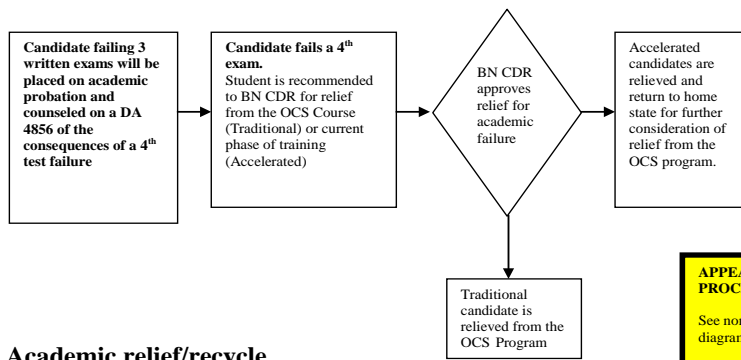 Candidate failing 3
written exams will be
placed on academic
probation and
counseled on a DA
4856 of the
consequences of a 4th
test failure
Candidate fails a 4th
exam.
Student is recommended
to BN CDR for relief
from the OCS Course
(Traditional) or current
phase of training
(Accelerated)
BN CDR
approves
relief for
academic
failure
Accelerated
candidates are
relieved and
return to home
state for further
consideration of
relief from the
OCS program.
Traditional
candidate is
relieved from the
OCS Program
See
Academic relief/recycle